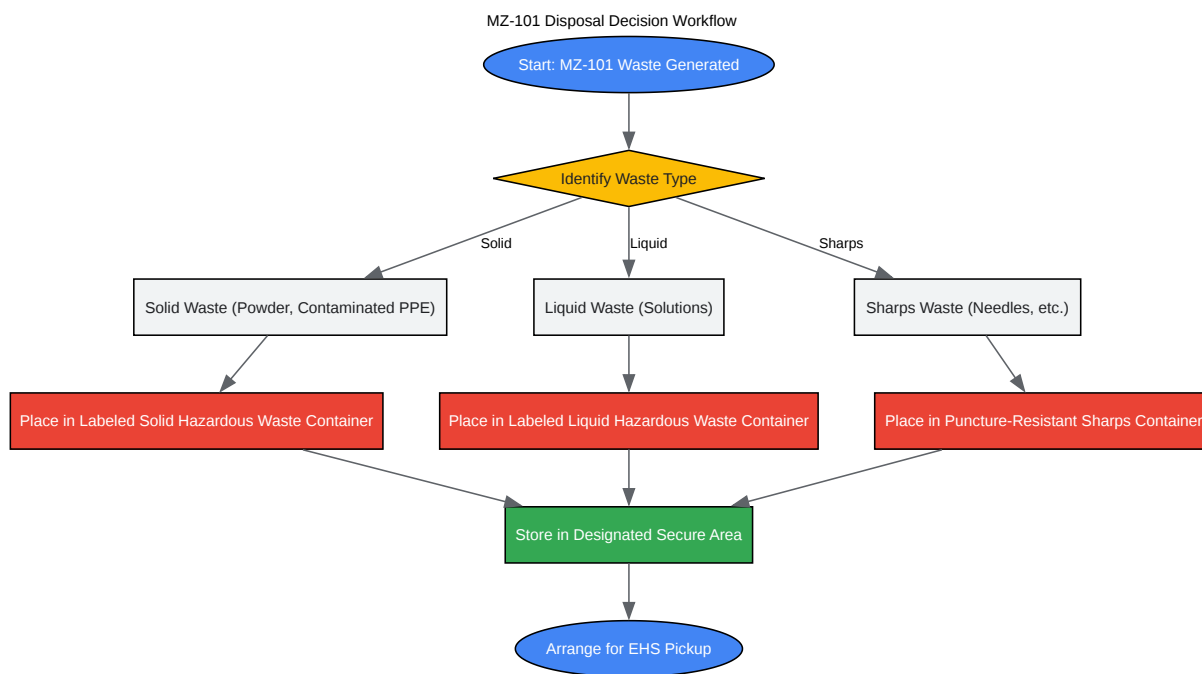 MZ-101 Disposal Decision Workflow
Start: MZ-101 Waste Generated
Identify Waste Type
Solid
Liquid
Sharps
Solid Waste (Powder, Contaminated PPE)
Liquid Waste (Solutions)
Sharps Waste (Needles, etc.)
Place in Labeled Solid Hazardous Waste Container
Place in Labeled Liquid Hazardous Waste Container
Place in Puncture-Resistant Sharps Container
Store in Designated Secure Area
Arrange for EHS Pickup